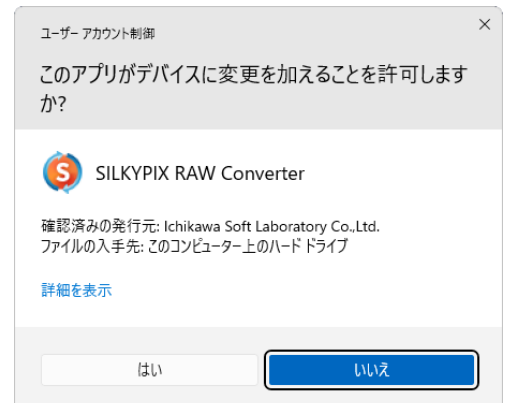 ユーザー アカウント制御
このアプリがデバイスに変更を加えることを許可します
か?
S
SILKYPIX RAW Converter
確認済みの発行元: Ichikawa Soft Laboratory Co.,Ltd.
ファイルの入手先: このコンピューター上のハード ドライブ
詳細を表示
はい
いいえ